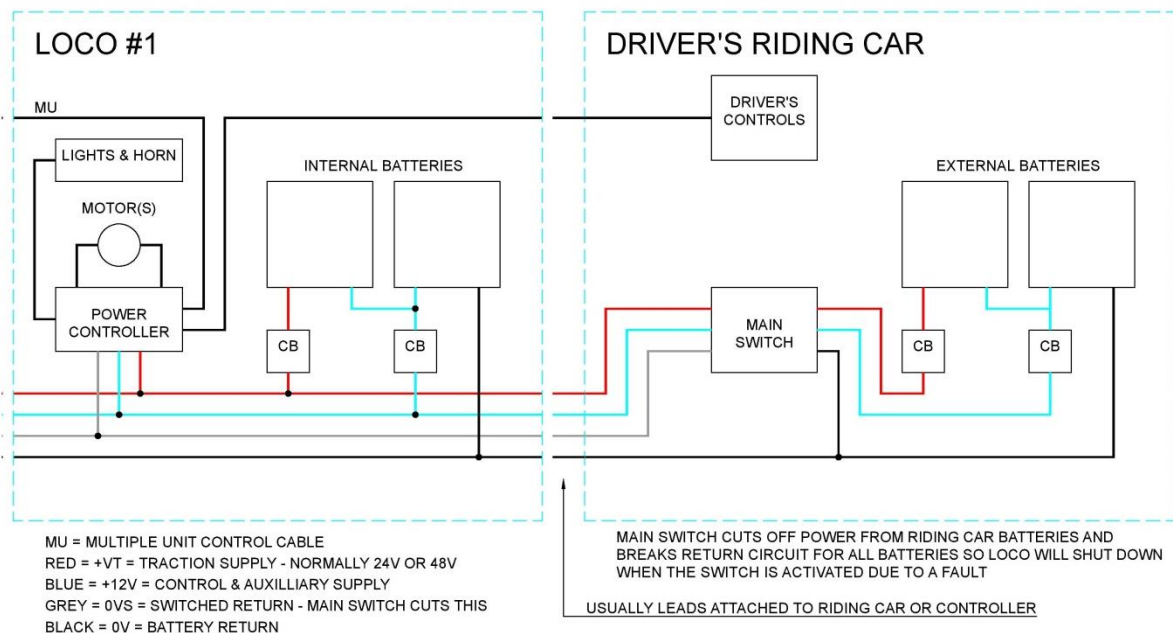 LOCO #1
DRIVER'S RIDING CAR
MU
LIGHTS & HORN
MOTOR(S)
POWER
CONTROLLER
INTERNAL BATTERIES
CB
CB
DRIVER'S
CONTROLS
EXTERNAL BATTERIES
MAIN
SWITCH
CB
CB
MU = MULTIPLE UNIT CONTROL CABLE
RED = +VT = TRACTION SUPPLY - NORMALLY 24V OR 48V
BLUE = +12V = CONTROL & AUXILLIARY SUPPLY
GREY = 0VS = SWITCHED RETURN - MAIN SWITCH CUTS THIS
BLACK = 0V = BATTERY RETURN
MAIN SWITCH CUTS OFF POWER FROM RIDING CAR BATTERIES AND
BREAKS RETURN CIRCUIT FOR ALL BATTERIES SO LOCO WILL SHUT DOWN
WHEN THE SWITCH IS ACTIVATED DUE TO A FAULT
USUALLY LEADS ATTACHED TO RIDING CAR OR CONTROLLER